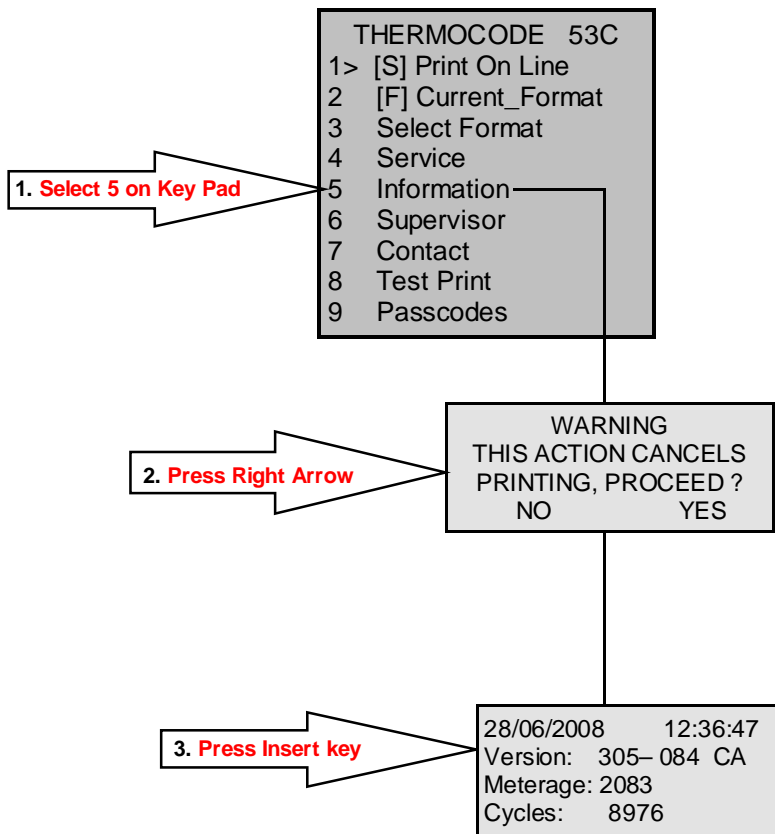 THERMOCODE 53C
1> [S] Print On Line
2 [F] Current_Format
3 Select Format
4 Service
1. Select 5 on Key Pad
5 Information
6 Supervisor
7 Contact
8 Test Print
9 Passcodes
WARNING
THIS ACTION CANCELS
2. Press Right Arrow
PRINTING, PROCEED ?
NO YES
28/06/2008 12:36:47
3. Press Insert key
Version: 305– 084 CA
Meterage: 2083
Cycles: 8976